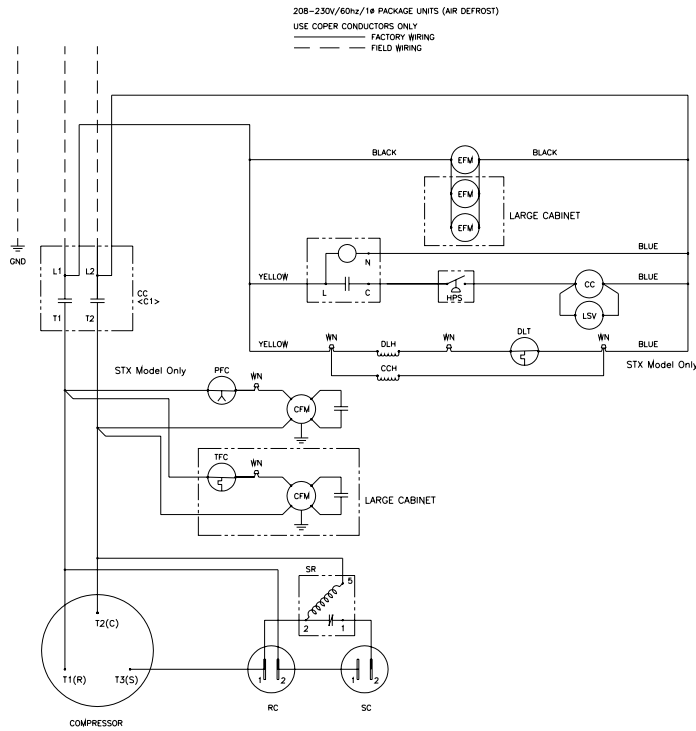 208-230V/60hz/1ø PACKAGE UNITS (AIR DEFROST)
USE COPER CONDUCTORS ONLY
FACTORY WIRING
FIELD WIRING
BLACK
EFM
BLACK
EFM
LARGE CABINET
EFM
GND
L1
L2
CC
<C1>
T1
T2
N
BLUE
YELLOW
L
C
HPS
CC
BLUE
LSV
YELLOW
WN
DLH
WN
DLT
WN
BLUE
CCH
STX Model Only
STX Model Only
PFC
WN
CFM
TFC
WN
CFM
LARGE CABINET
SR
5
2
1
T2(C)
T1(R)
T3(S)
1
2
1
2
RC
SC
COMPRESSOR